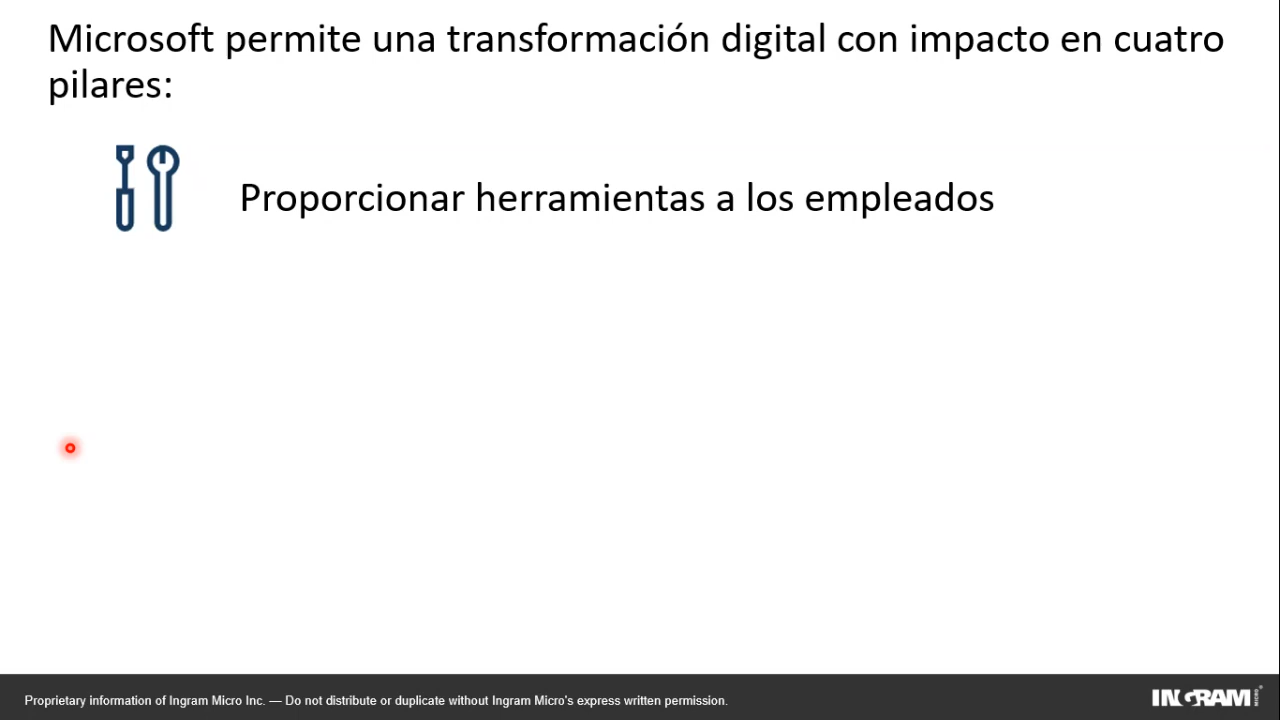 Microsoft permite una transformación digital con impacto en cuatro
pilares:
Proporcionar herramientas a los empleados
Proprietary information of Ingram Micro Inc. — Do not distribute or duplicate without Ingram Micro's express written permission.
INGRAM MICRO®